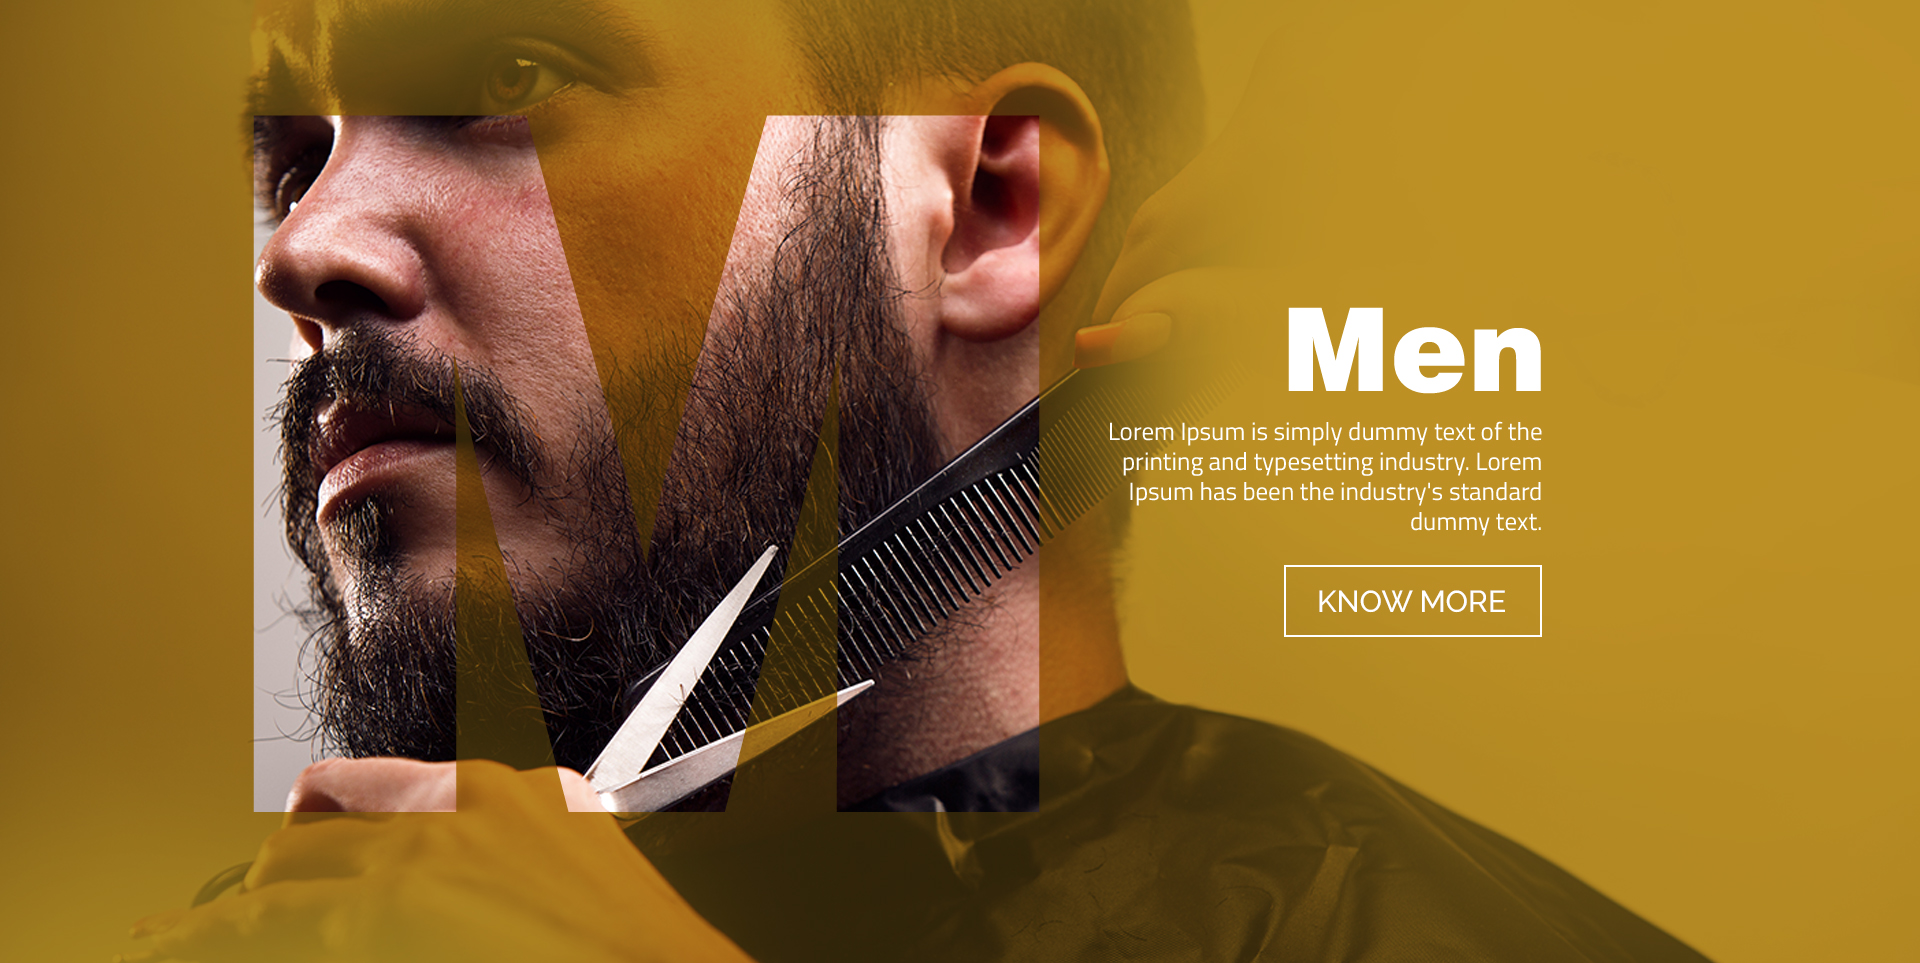 M
Men
Lorem Ipsum is simply dummy text of the
printing and typesetting industry. Lorem
Ipsum has been the industry's standard
dummy text.
KNOW MORE